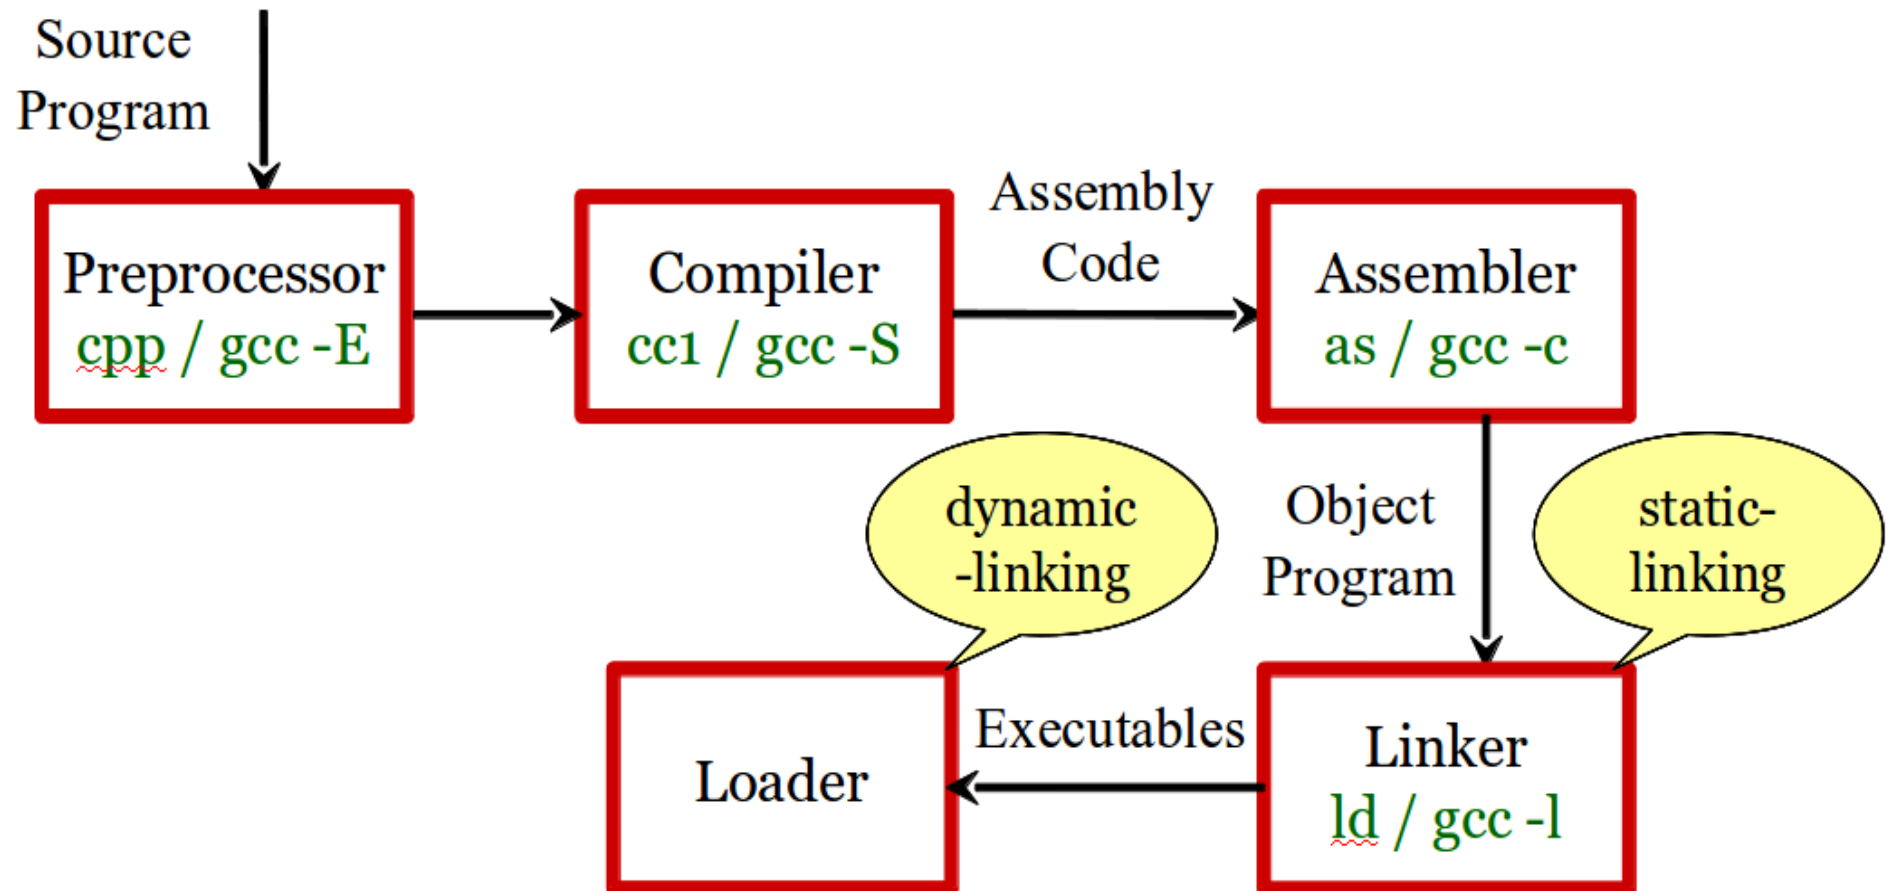 Source
Program
Preprocessor
cpp / gcc -E
Compiler
cc1 / gcc -S
Assembly
Code
Assembler
as / gcc -c
Object
Program
static-
linking
Linker
ld / gcc -l
Executables
dynamic
-linking
Loader